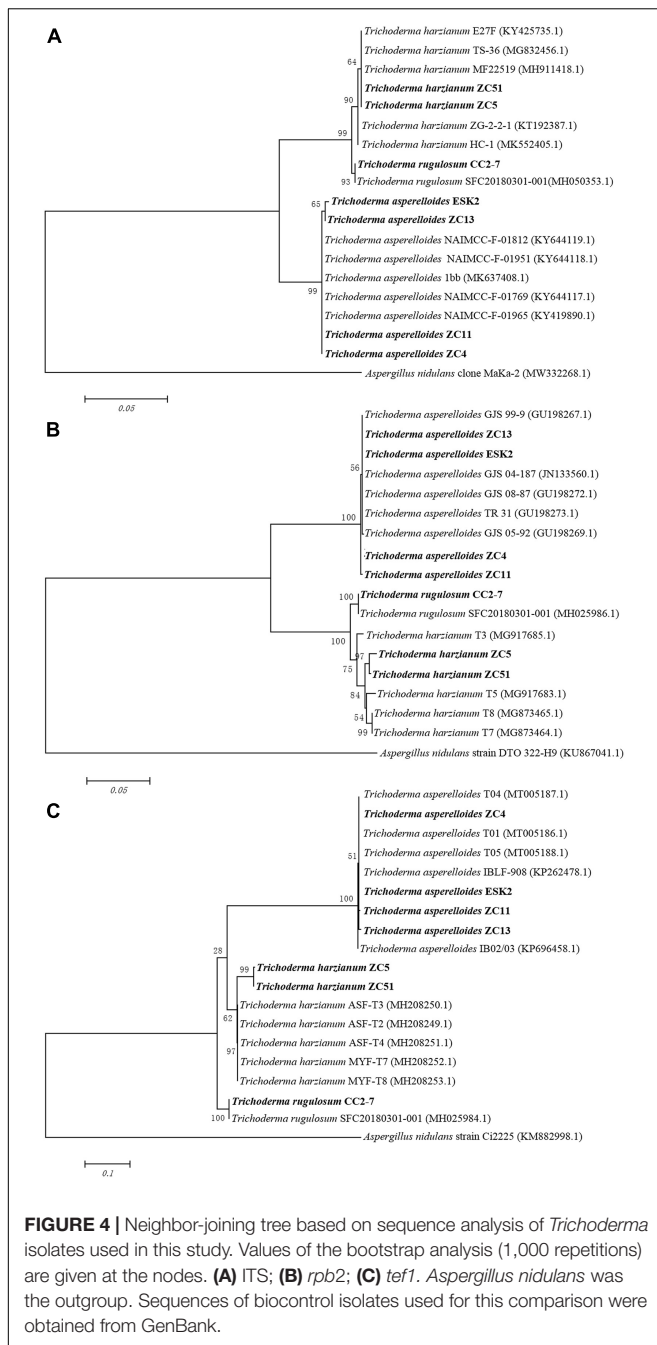 A
Trichoderma harzianum E27F (KY425735.1)
Trichoderma harzianum TS-36 (MG832456.1)
64
Trichoderma harzianum MF22519 (MH911418.1)
Trichoderma harzianum ZC51
90
Trichoderma harzianum ZC5
Trichoderma harzianum ZG-2-2-1 (KT192387.1)
99
Trichoderma harzianum HC-1 (MK552405.1)
Trichoderma rugulosum CC2-7
93
Trichoderma rugulosum SFC20180301-001(MH050353.1)
65
Trichoderma asperelloides ESK2
Trichoderma asperelloides ZC13
Trichoderma asperelloides NAIMCC-F-01812 (KY644119.1)
Trichoderma asperelloides NAIMCC-F-01951 (KY644118.1)
Trichoderma asperelloides 1bb (MK637408.1)
99
Trichoderma asperelloides NAIMCC-F-01769 (KY644117.1)
Trichoderma asperelloides NAIMCC-F-01965 (KY419890.1)
Trichoderma asperelloides ZC11
Trichoderma asperelloides ZC4
Aspergillus nidulans clone MaKa-2 (MW332268.1)
0.05
B
Trichoderma asperelloides GJS 99-9 (GU198267.1)
Trichoderma asperelloides ZC13
Trichoderma asperelloides ESK2
56
Trichoderma asperelloides GJS 04-187 (JN133560.1)
Trichoderma asperelloides GJS 08-87 (GU198272.1)
Trichoderma asperelloides TR 31 (GU198273.1)
100
Trichoderma asperelloides GJS 05-92 (GU198269.1)
Trichoderma asperelloides ZC4
Trichoderma asperelloides ZC11
100
Trichoderma rugulosum CC2-7
Trichoderma rugulosum SFC20180301-001 (MH025986.1)
100
Trichoderma harzianum T3 (MG917685.1)
97
Trichoderma harzianum ZC5
75
Trichoderma harzianum ZC51
84
Trichoderma harzianum T5 (MG917683.1)
54
Trichoderma harzianum T8 (MG873465.1)
99
Trichoderma harzianum T7 (MG873464.1)
Aspergillus nidulans strain DTO 322-H9 (KU867041.1)
0.05
C
Trichoderma asperelloides T04 (MT005187.1)
Trichoderma asperelloides ZC4
Trichoderma asperelloides T01 (MT005186.1)
51
Trichoderma asperelloides T05 (MT005188.1)
Trichoderma asperelloides IBLF-908 (KP262478.1)
Trichoderma asperelloides ESK2
100
Trichoderma asperelloides ZC11
Trichoderma asperelloides ZC13
28
Trichoderma asperelloides IB02/03 (KP696458.1)
99
Trichoderma harzianum ZC5
Trichoderma harzianum ZC51
62
Trichoderma harzianum ASF-T3 (MH208250.1)
Trichoderma harzianum ASF-T2 (MH208249.1)
97
Trichoderma harzianum ASF-T4 (MH208251.1)
Trichoderma harzianum MYF-T7 (MH208252.1)
Trichoderma harzianum MYF-T8 (MH208253.1)
Trichoderma rugulosum CC2-7
100
Trichoderma rugulosum SFC20180301-001 (MH025984.1)
Aspergillus nidulans strain Ci2225 (KM882998.1)
0.1
FIGURE 4 | Neighbor-joining tree based on sequence analysis of Trichoderma
isolates used in this study. Values of the bootstrap analysis (1,000 repetitions)
are given at the nodes. (A) ITS; (B) rpb2; (C) tef1. Aspergillus nidulans was
the outgroup. Sequences of biocontrol isolates used for this comparison were
obtained from GenBank.